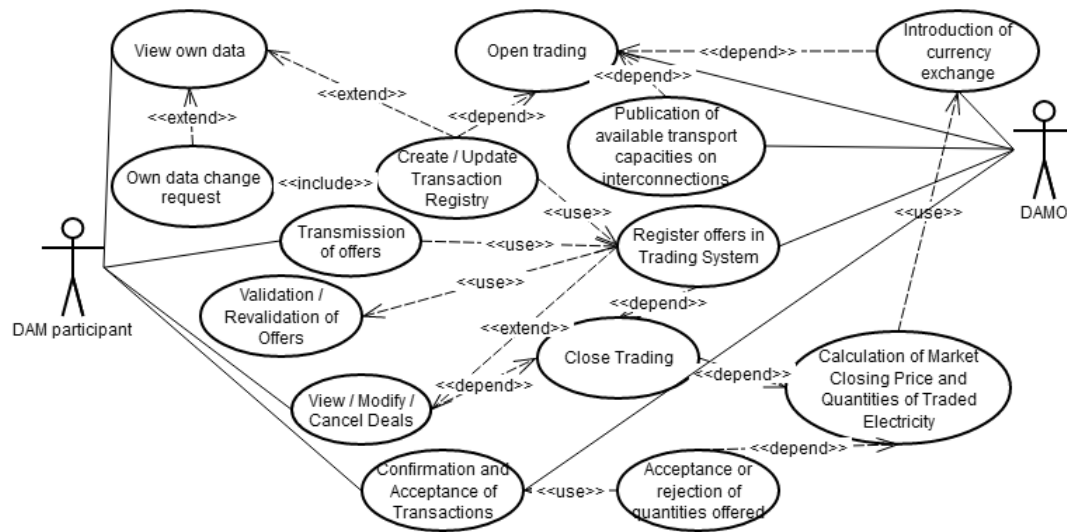 View own data
Open trading
<<depend>>
Introduction of
currency
exchange
<<depend>>
<<extend>>
<<extend>>
<<depend>>
Publication of
available transport
capacities on
interconnections
Own data change
request
<<include>>
Create / Update
Transaction
Registry
DAMO
<<use>>
<<use>>
Transmission
of offers
<<use>>
Register offers in
Trading System
Validation /
Revalidation of
Offers
<<use>>
<<depend>>
DAM participant
<<extend>>
Close Trading
Calculation of Market
Closing Price and
Quantities of Traded
Electricity
<<depend>>
<<depend>>
View / Modify /
Cancel Deals
<<depend>>
Confirmation and
Acceptance of
Transactions
<<use>>
Acceptance or
rejection of
quantities offered